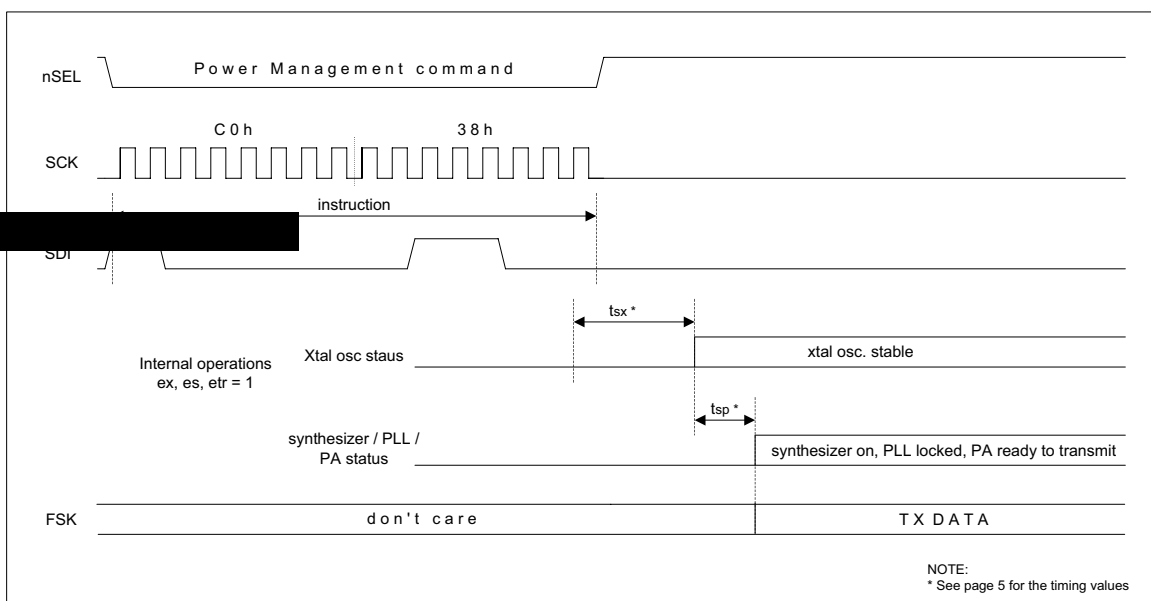 nSEL
Power Management command
C0h
38h
SCK
instruction
SDI
tsx *
Xtal osc staus
xtal osc. stable
Internal operations
ex, es, etr = 1
tsp *
synthesizer / PLL /
PA status
synthesizer on, PLL locked, PA ready to transmit
FSK
don't care
TX DATA
NOTE:
* See page 5 for the timing values